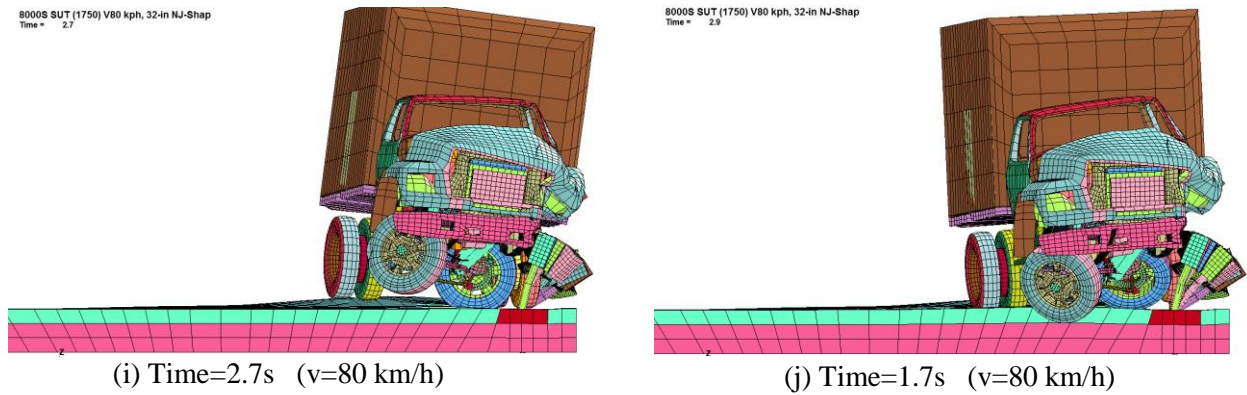 8000S SUT (1750) V80 kph, 32-in NJ-Shap
Time = 2.7
z
(i) Time=2.7s (v=80 km/h)
8000S SUT (1750) V80 kph, 32-in NJ-Shap
Time = 2.9
z
(j) Time=1.7s (v=80 km/h)